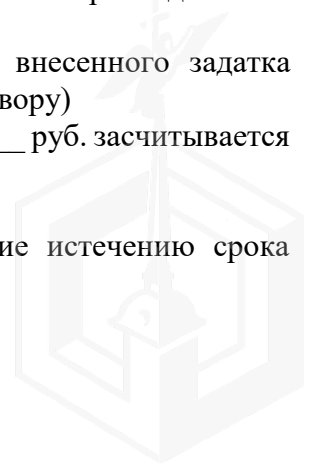 внесенного задатка
вору)
__ руб. засчитывается
ие истечению срока